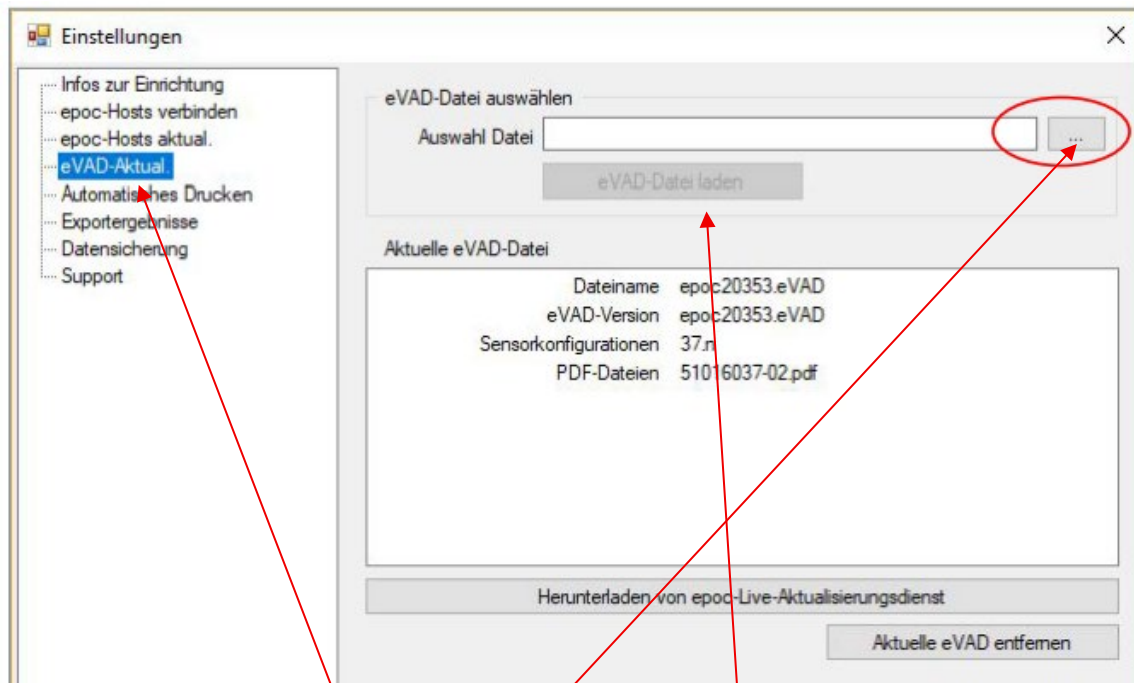 Einstellungen
Infos zur Einrichtung
epoc-Hosts verbinden
epoc-Hosts aktual.
eVAD-Aktual.
Automatisches Drucken
Exportergebnisse
Datensicherung
Support
eVAD-Datei auswählen
Auswahl Datei
...
eVAD-Datei laden
Aktuelle eVAD-Datei
Dateiname epoc20353.eVAD
eVAD-Version epoc20353.eVAD
Sensorkonfigurationen 37.n
PDF-Dateien 51016037-02.pdf
Herunterladen von epoc-Live-Aktualisierungsdienst
Aktuelle eVAD entfernen